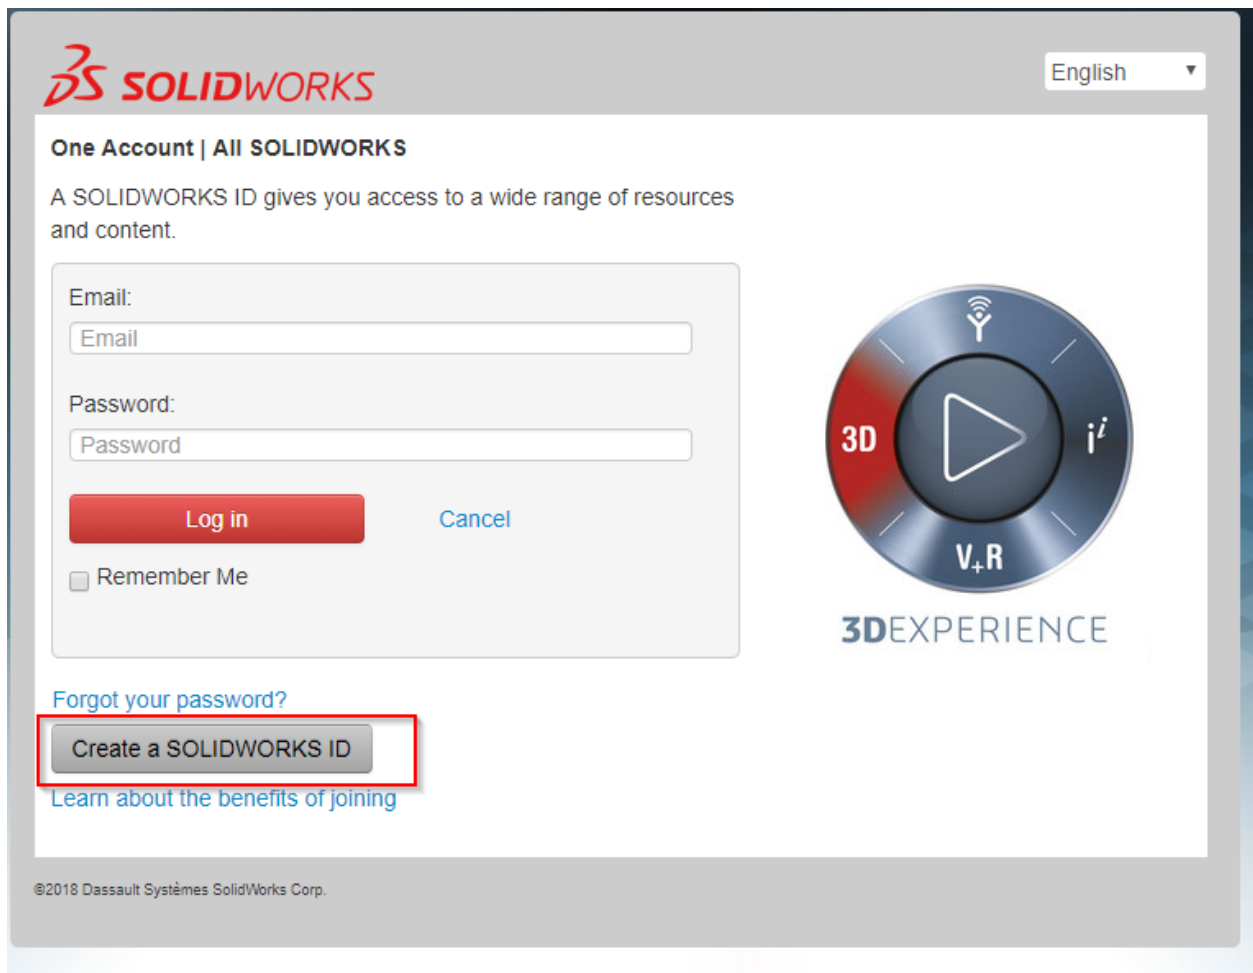 3S SOLIDWORKS
English
One Account | All SOLIDWORKS
A SOLIDWORKS ID gives you access to a wide range of resources
and content.
Email:
Email
Password:
Password
Log in
Cancel
Remember Me
3D
i i
V+R
3DEXPERIENCE
Forgot your password?
Create a SOLIDWORKS ID
Learn about the benefits of joining
©2018 Dassault Systèmes SolidWorks Corp.